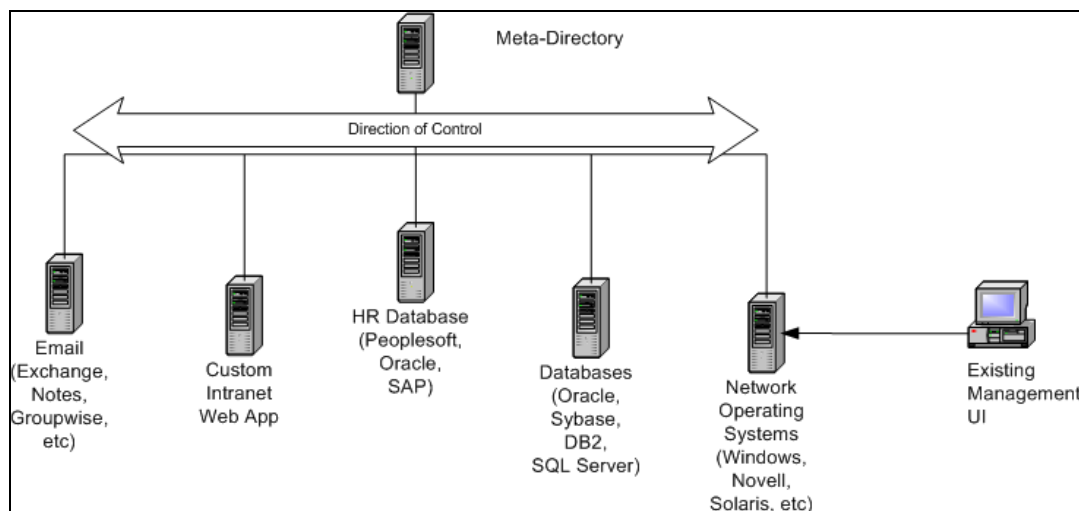 Meta-Directory
Direction of Control
Email
(Exchange,
Notes,
Groupwise,
etc)
Custom
Intranet
Web App
HR Database
(Peoplesoft,
Oracle,
SAP)
Databases
(Oracle,
Sybase,
DB2,
SQL Server)
Network
Operating
Systems
(Windows,
Novell,
Solaris, etc)
Existing
Management
UI